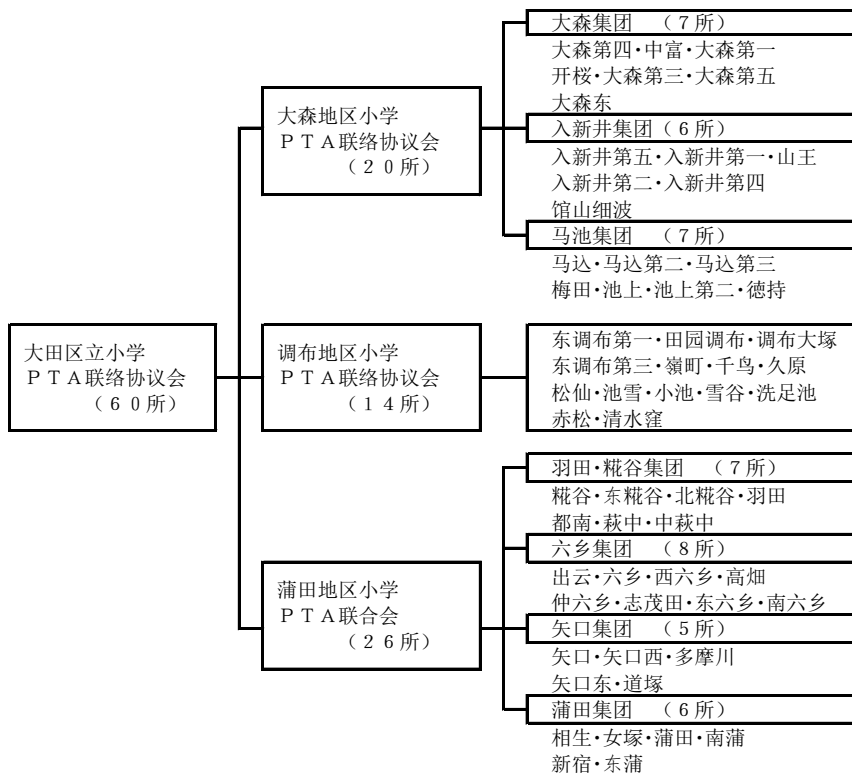 大田区立小学
ＰＴＡ联络协议会
（６０所）
大森地区小学
ＰＴＡ联络协议会
（２０所）
大森集团　（７所）
大森第四・中富・大森第一
开桜・大森第三・大森第五
大森东
入新井集团（６所）
入新井第五・入新井第一・山王
入新井第二・入新井第四
馆山细波
马池集团　（７所）
马込・马込第二・马込第三
梅田・池上・池上第二・徳持
调布地区小学
ＰＴＡ联络协议会
（１４所）
东调布第一・田园调布・调布大塚
东调布第三・嶺町・千鸟・久原
松仙・池雪・小池・雪谷・洗足池
赤松・清水窪
蒲田地区小学
ＰＴＡ联合会
（２６所）
羽田・糀谷集团　（７所）
糀谷・东糀谷・北糀谷・羽田
都南・萩中・中萩中
六乡集团　（８所）
出云・六乡・西六乡・高畑
仲六乡・志茂田・东六乡・南六乡
矢口集团　（５所）
矢口・矢口西・多摩川
矢口东・道塚
蒲田集团　（６所）
相生・女塚・蒲田・南蒲
新宿・东蒲